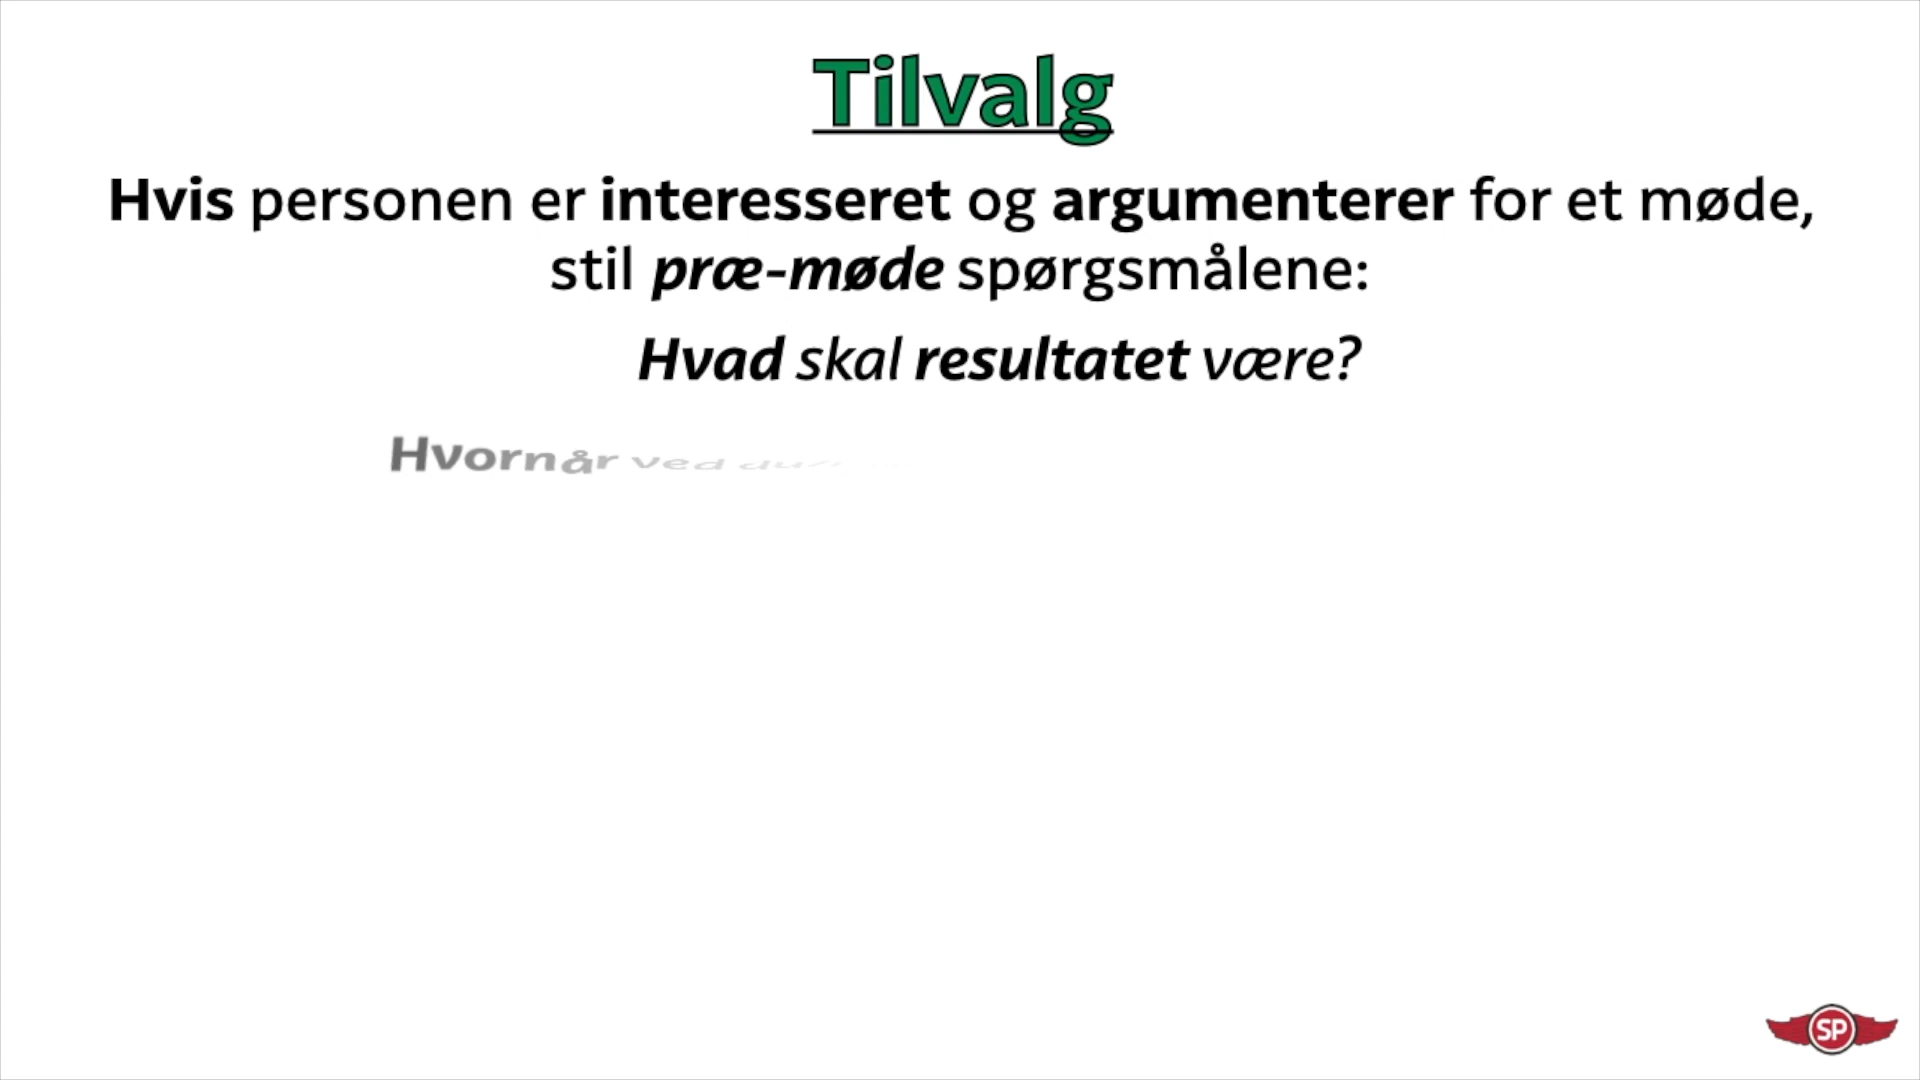 Tilvalg
Hvis personen er interesseret og argumenterer for et møde,
stil præ-møde spørgsmålene:
Hvad skal resultatet være?
Hvornår ved du
SP